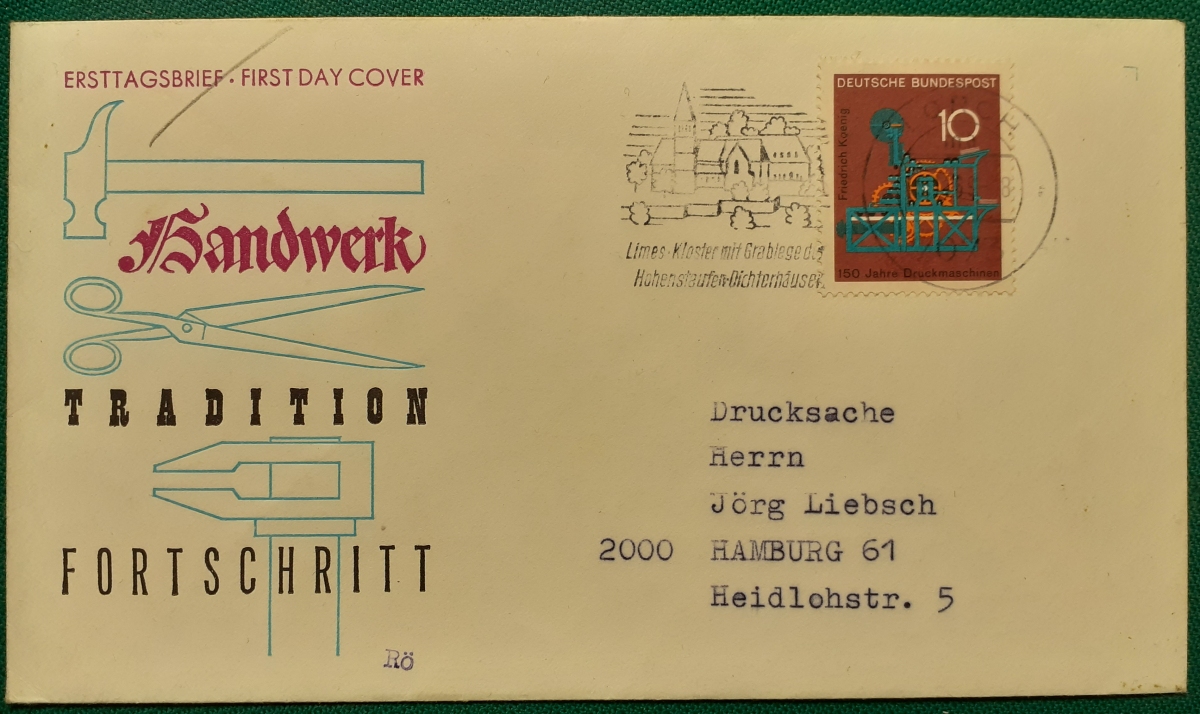 ERSTTAGSBRIEF · FIRST DAY COVER
Handwerk
TRADITION
FORTSCHRITT
Rö
Limes · Kloster mit Grablege der
Hohenstaufen · Dichterhäuser
DEUTSCHE BUNDESPOST
10
Friedrich Koenig
150 Jahre Druckmaschinen
Drucksache
Herrn
Jörg Liebsch
2000 HAMBURG 61
Heidlohstr. 5